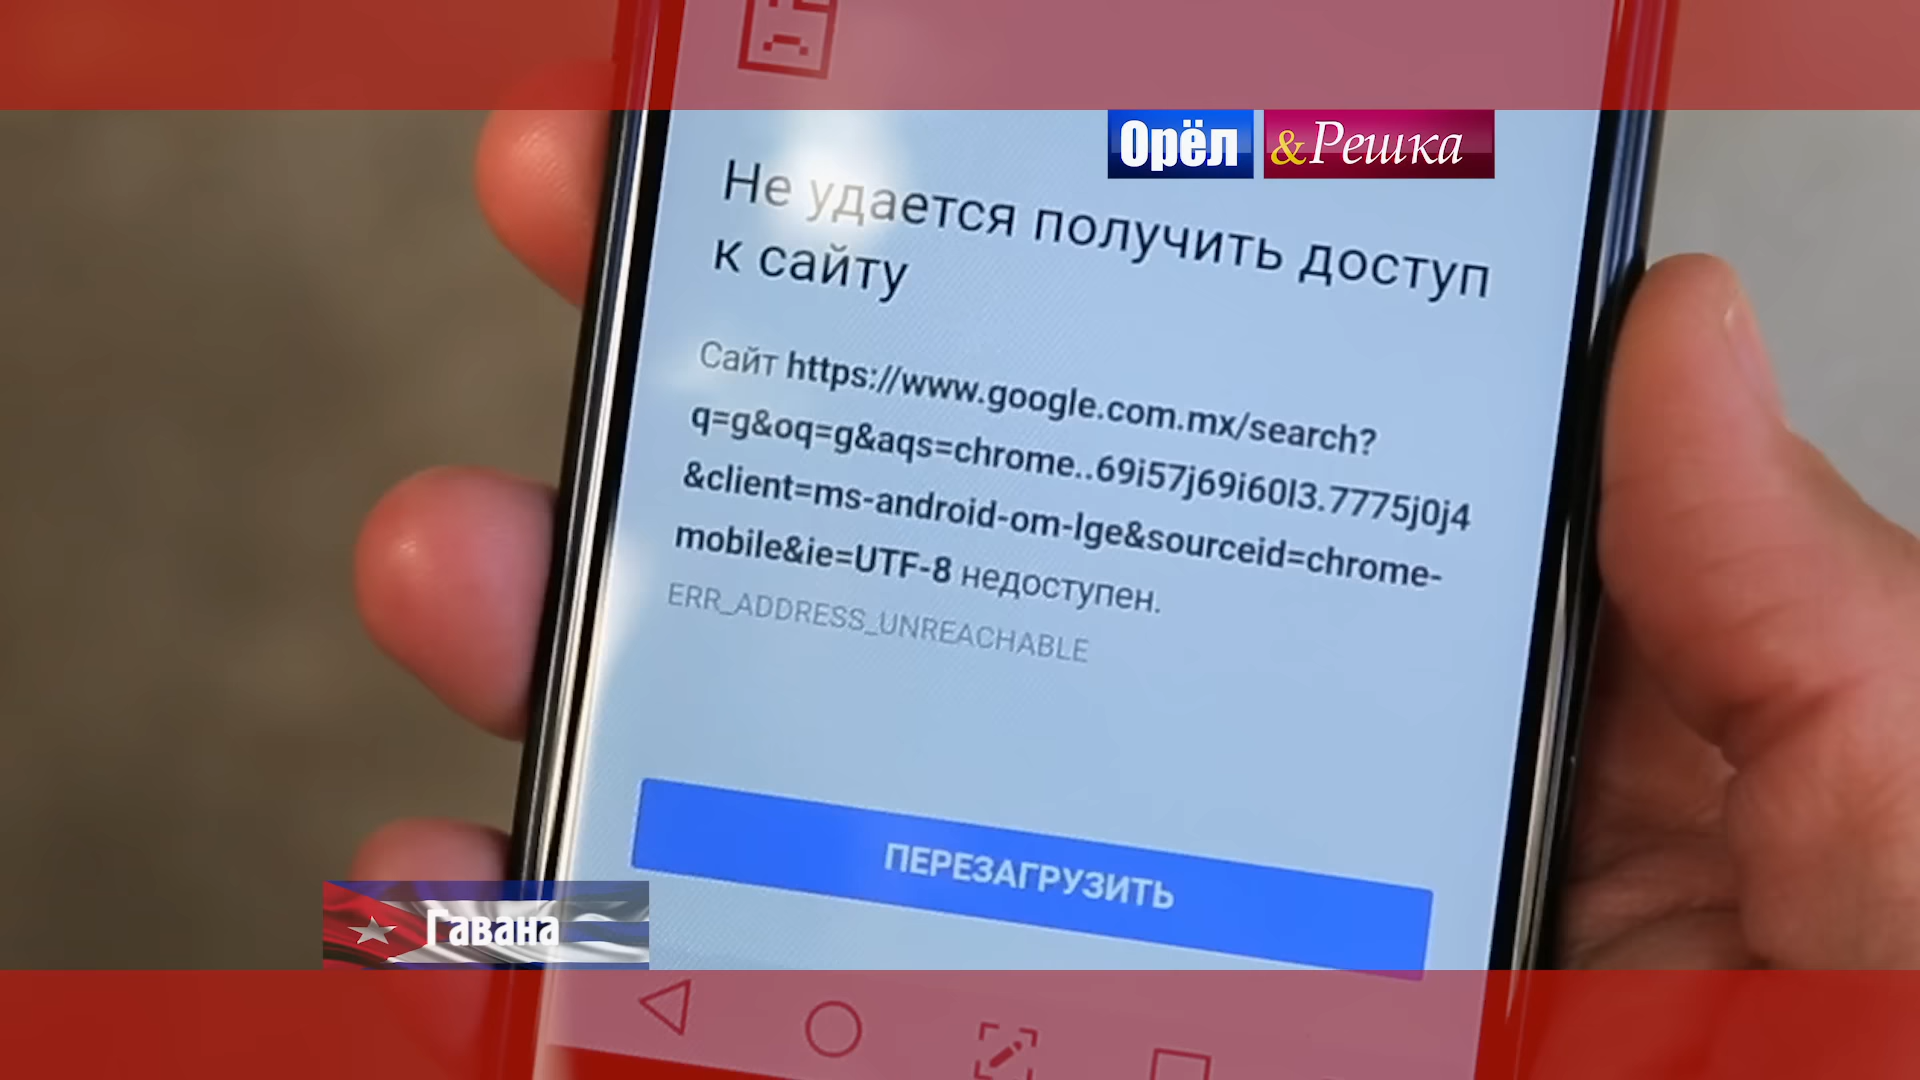 Орёл &Решка
Не удается получить доступ
к сайту
Сайт https://www.google.com.mx/search?
q=g&oq=g&aqs=chrome..69i57j69i60l3.7775j0j4
&client=ms-android-om-lge&sourceid=chrome-
mobile&ie=UTF-8 недоступен.
ERR_ADDRESS_UNREACHABLE
ПЕРЕЗАГРУЗИТЬ
Гавана